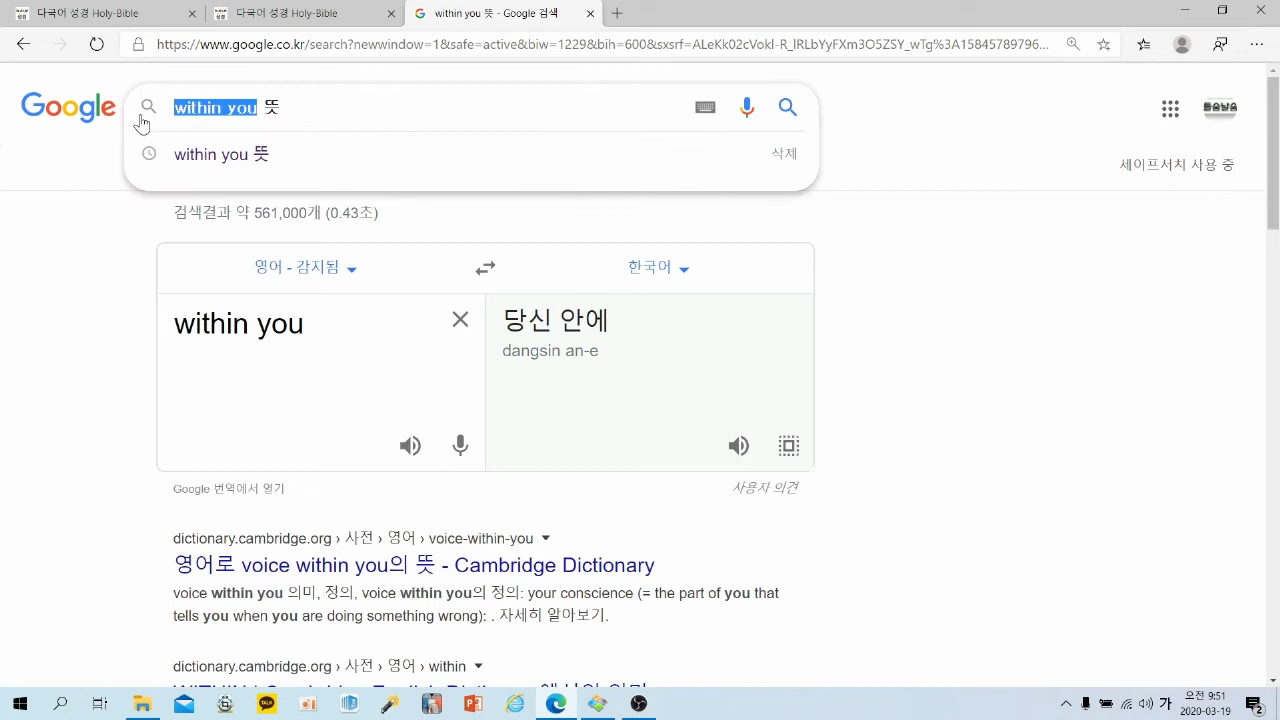 다국어 성경 Holy-Bible
다국어 성경 Holy-Bible
within you 뜻 - Google 검색
https://www.google.co.kr/search?newwindow=1&safe=active&biw=1229&bih=600&sxsrf=ALeKk02cVokI-R_lRLbYyFXm3O5ZSY_wTg%3A15845789796...
Google
within you 뜻
within you 뜻
삭제
세이프서치 사용 중
검색결과 약 561,000개 (0.43초)
영어 - 감지됨
한국어
within you
당신 안에
dangsin an-e
Google 번역에서 열기
사용자 의견
dictionary.cambridge.org › 사전 › 영어 › voice-within-you
영어로 voice within you의 뜻 - Cambridge Dictionary
voice within you 의미, 정의, voice within you의 정의: your conscience (= the part of you that
tells you when you are doing something wrong): . 자세히 알아보기.
dictionary.cambridge.org › 사전 › 영어 › within
TALK
가
오전 9:51
2020-03-19
2